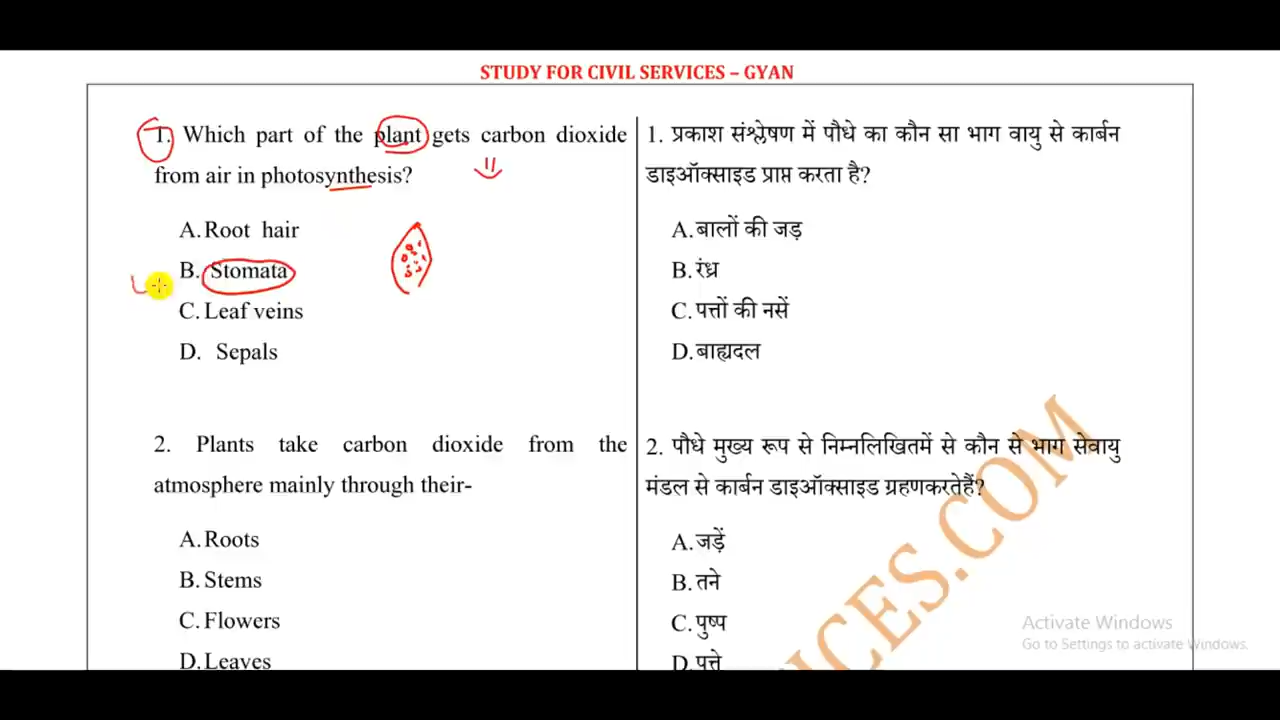 STUDY FOR CIVIL SERVICES – GYAN
1. Which part of the plant gets carbon dioxide
from air in photosynthesis?
A. Root hair
B. Stomata
C. Leaf veins
D. Sepals
2. Plants take carbon dioxide from the
atmosphere mainly through their-
A. Roots
B. Stems
C. Flowers
D. Leaves
1. प्रकाश संश्लेषण में पौधे का कौन सा भाग वायु से कार्बन
डाइऑक्साइड प्राप्त करता है?
A. बालों की जड़
B. रंध्र
C. पत्तों की नसें
D. बाह्यदल
2. पौधे मुख्य रूप से निम्नलिखितमें से कौन से भाग सेवायु
मंडल से कार्बन डाइऑक्साइड ग्रहणकरतेहैं?
A. जड़ें
B. तने
C. पुष्प
D. पत्ते
ICES.COM
Activate Windows
Go to Settings to activate Windows.